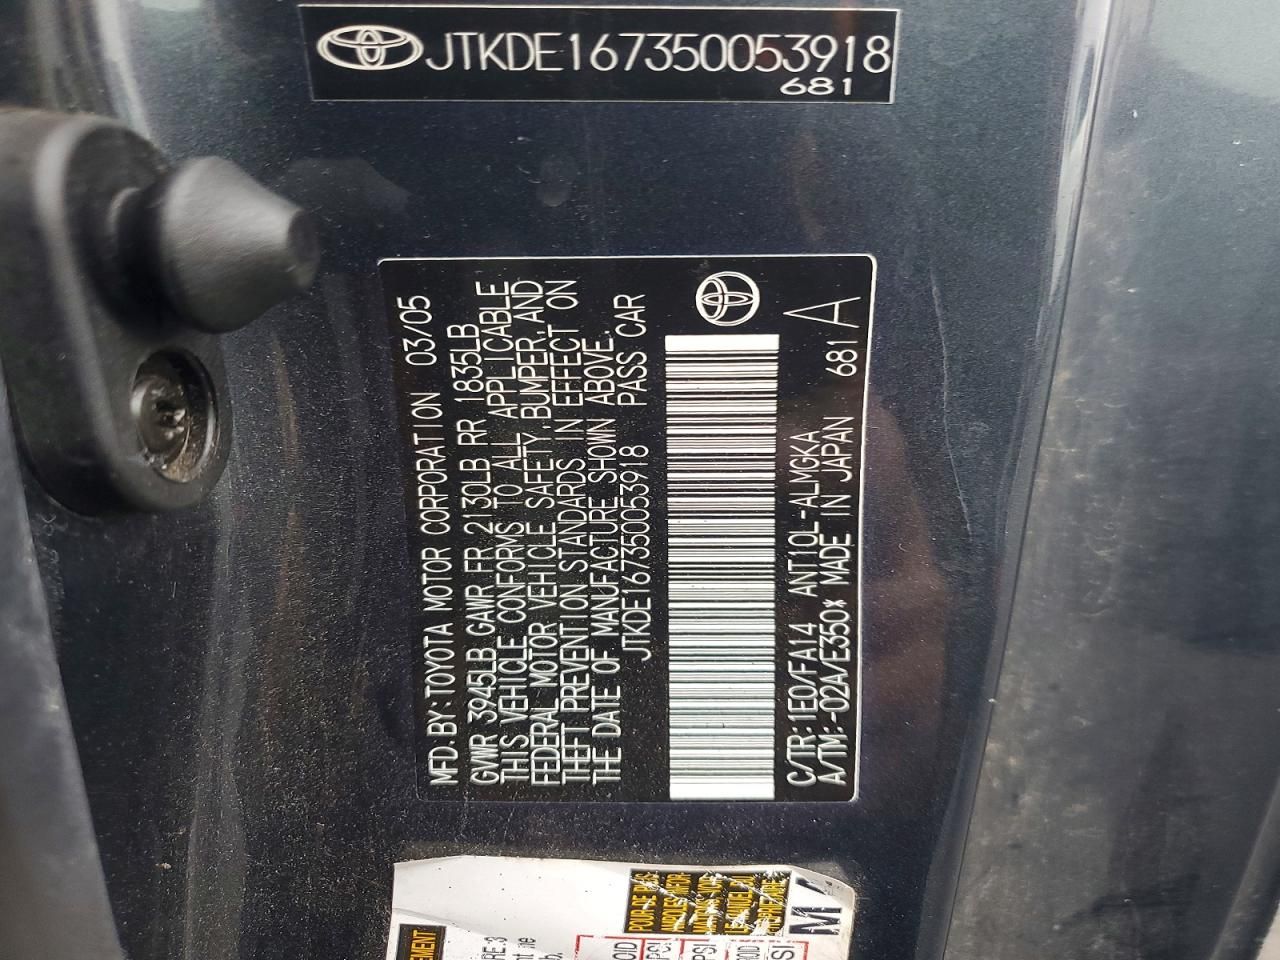 JTKDE167350053918
681
MFD.BY:TOYOTA MOTOR CORPORATION 03/05
GVWR 3945LB GAWR FR 2130LB RR 1835LB
THIS VEHICLE CONFORMS TO ALL APPLICABLE
FEDERAL MOTOR VEHICLE SAFETY, BUMPER, AND
THEFT PREVENTION STANDARDS IN EFFECT ON
THE DATE OF MANUFACTURE SHOWN ABOVE.
JTKDE167350053918 PASS CAR
C/TR:1E0/FA14 ANT10L-ALMGKA
A/TM:-02A/E350* MADE IN JAPAN 681 A
EMENT